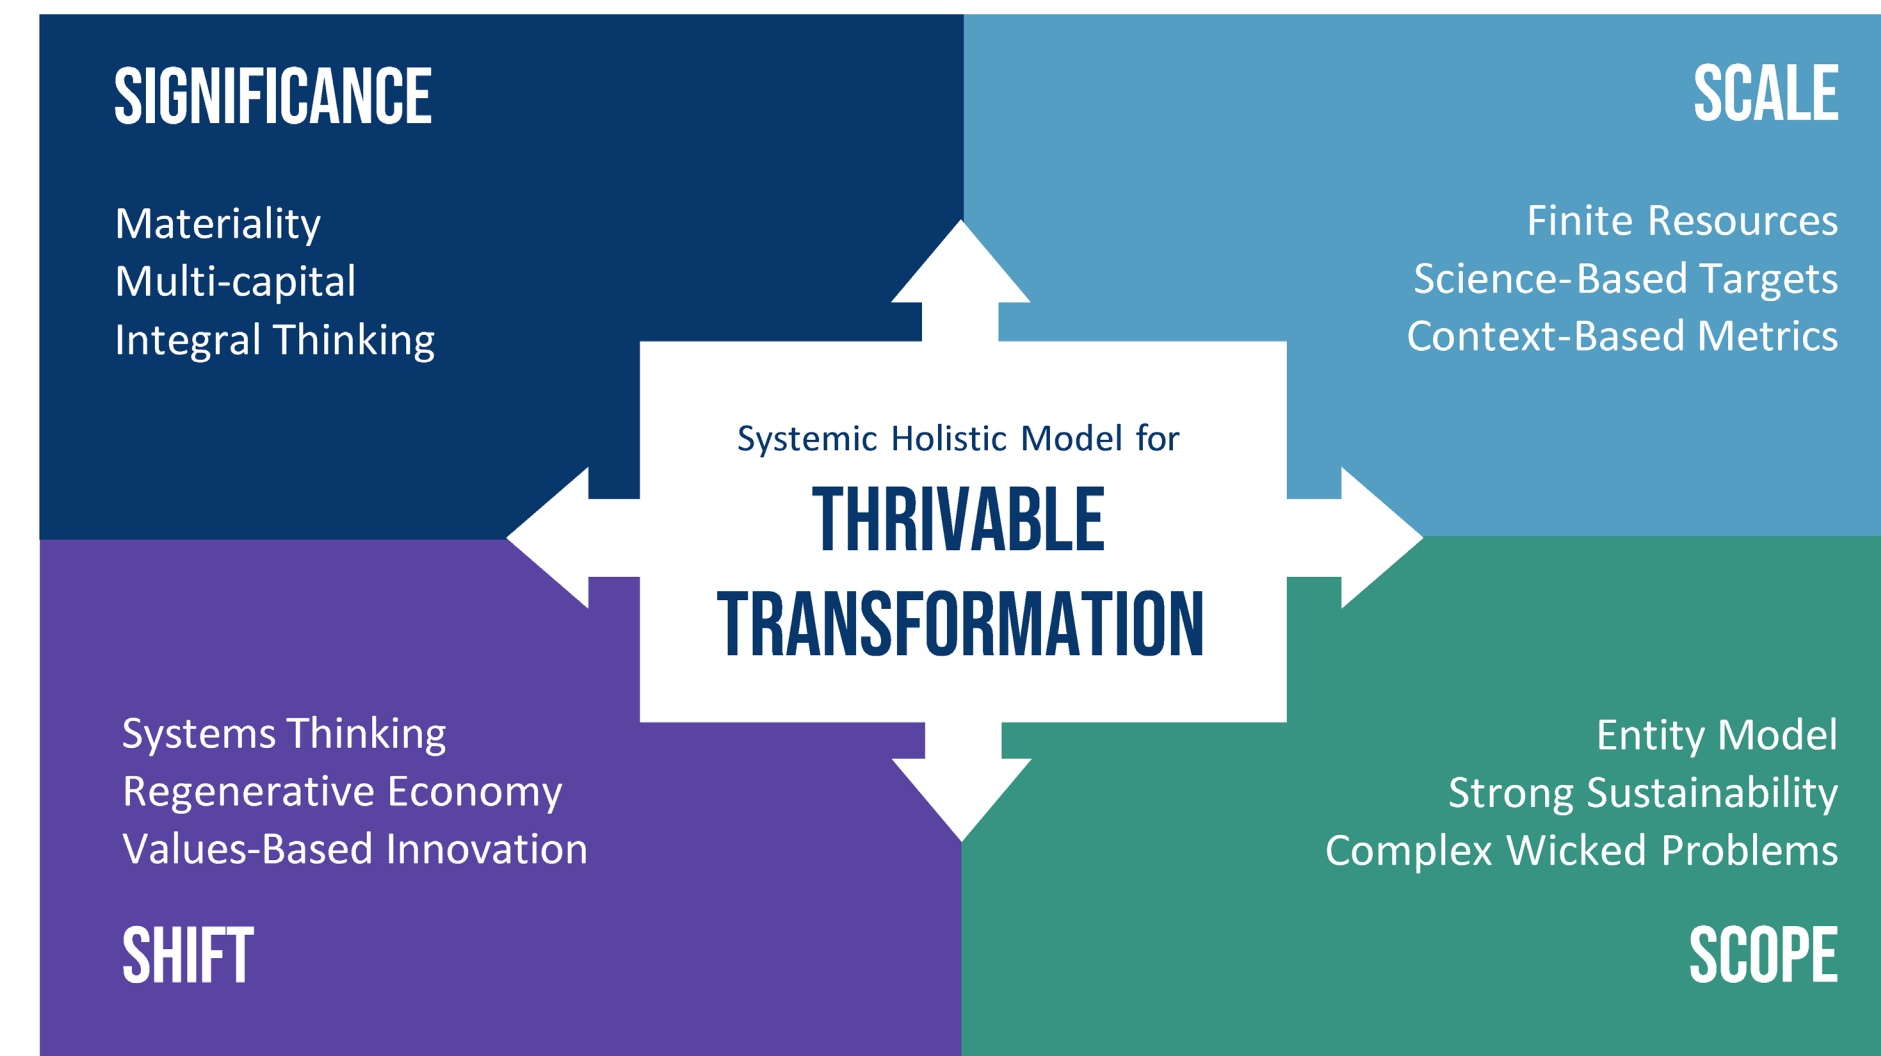 SIGNIFICANCE
Materiality
Multi-capital
Integral Thinking
SCALE
Finite Resources
Science-Based Targets
Context-Based Metrics
Systemic Holistic Model for
THRIVABLE
TRANSFORMATION
Systems Thinking
Regenerative Economy
Values-Based Innovation
SHIFT
Entity Model
Strong Sustainability
Complex Wicked Problems
SCOPE